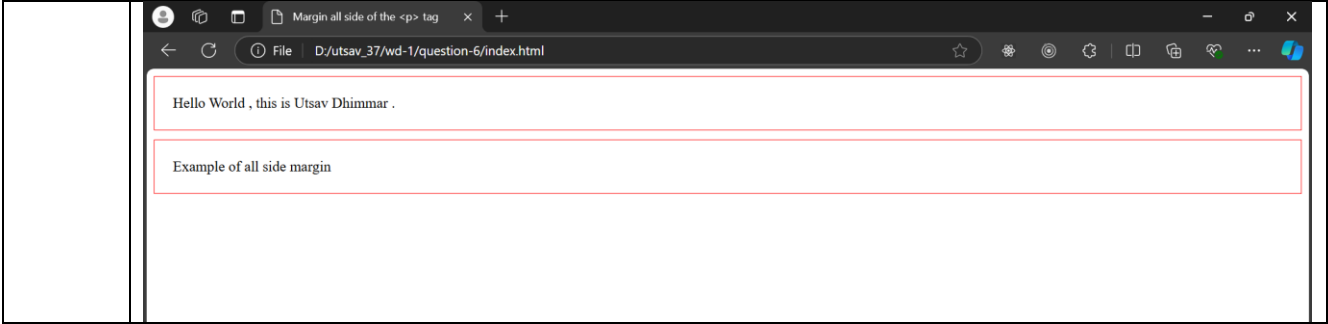 Margin all side of the <p> tag
File D:/utsav_37/wd-1/question-6/index.html
Hello World , this is Utsav Dhimmar .
Example of all side margin